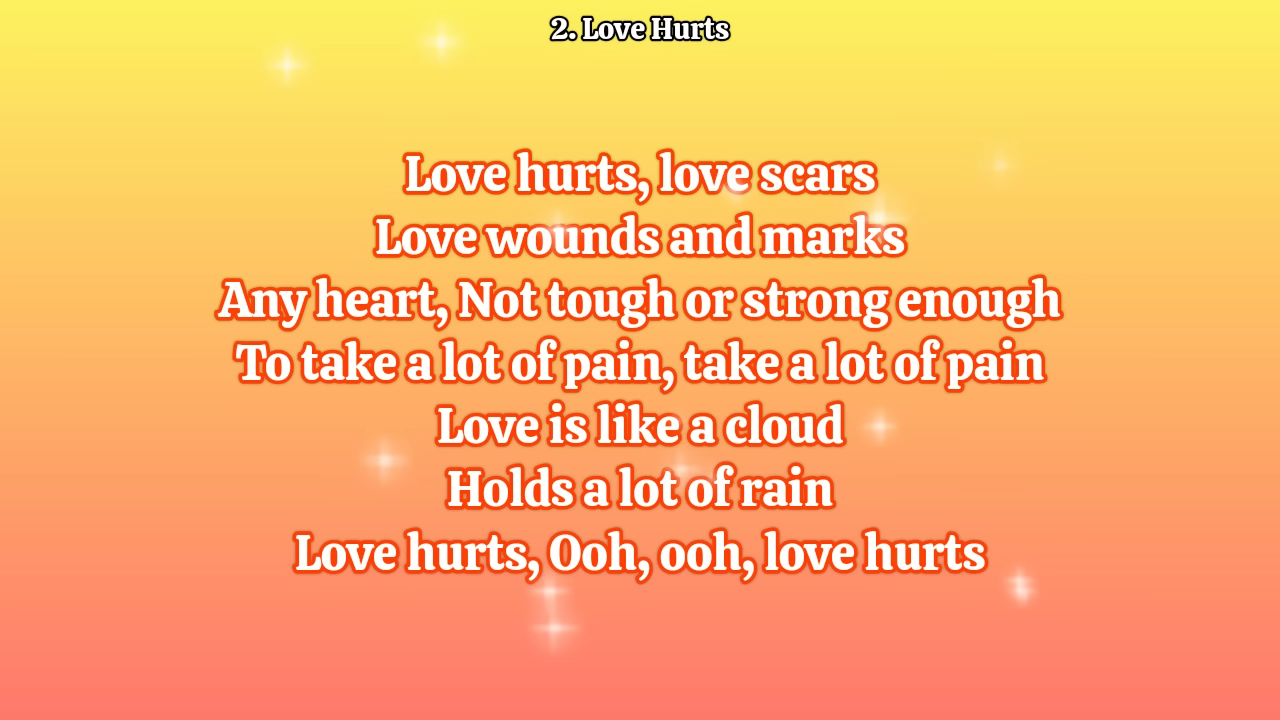 2. Love Hurts
Love hurts, love scars
Love wounds and marks
Any heart, Not tough or strong enough
To take a lot of pain, take a lot of pain
Love is like a cloud
Holds a lot of rain
Love hurts, Ooh, ooh, love hurts